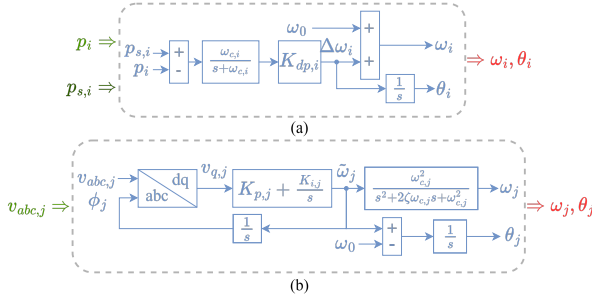 p_i ⇒
p_{s,i} ⇒
p_{s,i}
p_i
+
-
ω_{c,i}
s+ω_{c,i}
K_{dp,i}
Δω_i
ω_0
+
+
ω_i
1
s
θ_i
⇒ ω_i, θ_i
(a)
v_{abc,j} ⇒
v_{abc,j}
ϕ_j
dq
abc
v_{q,j}
K_{p,j} + K_{i,j}
s
ω̃_j
ω_{c,j}^2
s^2+2ζω_{c,j}s+ω_{c,j}^2
ω_j
1
s
ω_0
+
-
1
s
θ_j
⇒ ω_j, θ_j
(b)